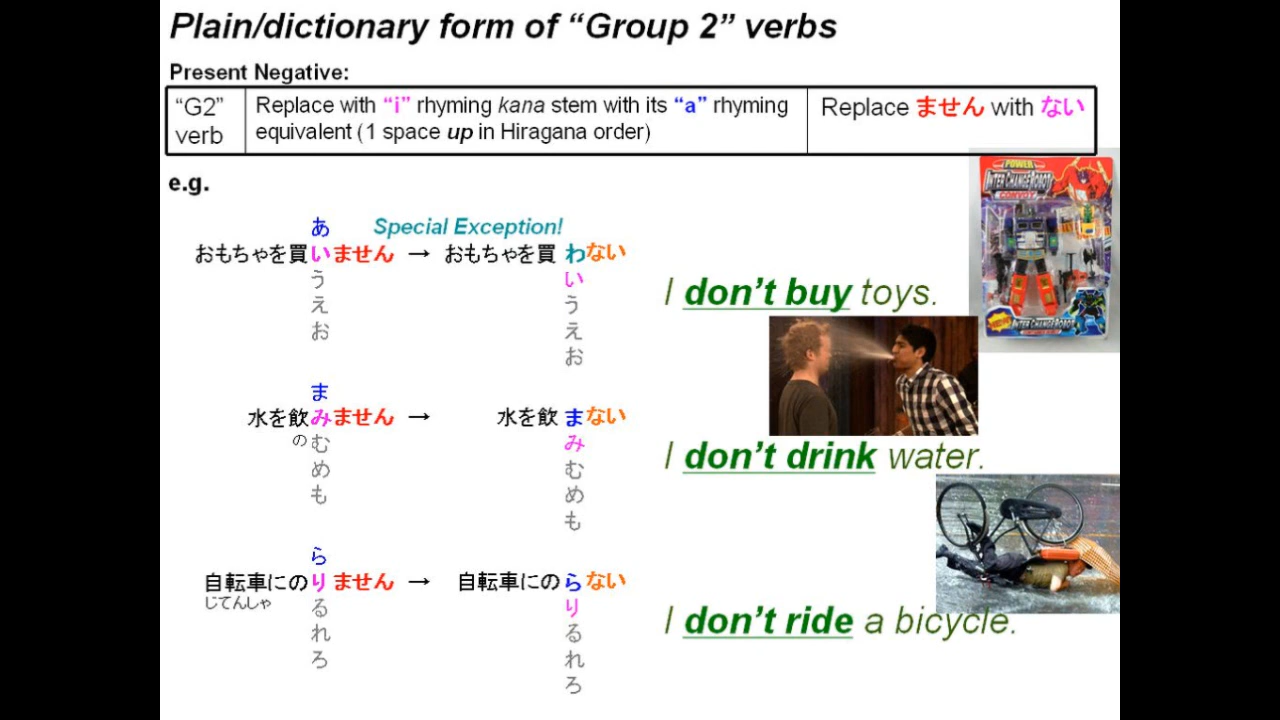 Plain/dictionary form of “Group 2” verbs
Present Negative:
“G2” verb
Replace with “i” rhyming kana stem with its “a” rhyming
equivalent (1 space up in Hiragana order)
Replace ません with ない
e.g.
POWER
INTERCHANGE ROBOT
CONVOY
INTERCHANGE ROBOT
あ
Special Exception!
おもちゃを買いません → おもちゃを買 わない
う い
え う
お え
お
I don’t buy toys.
ま
水を飲みません → 水を飲 まない
の む み
め む
も め
も
I don’t drink water.
ら
自転車にのりません → 自転車にのらない
じてんしゃ る り
れ る
ろ れ
ろ
I don’t ride a bicycle.